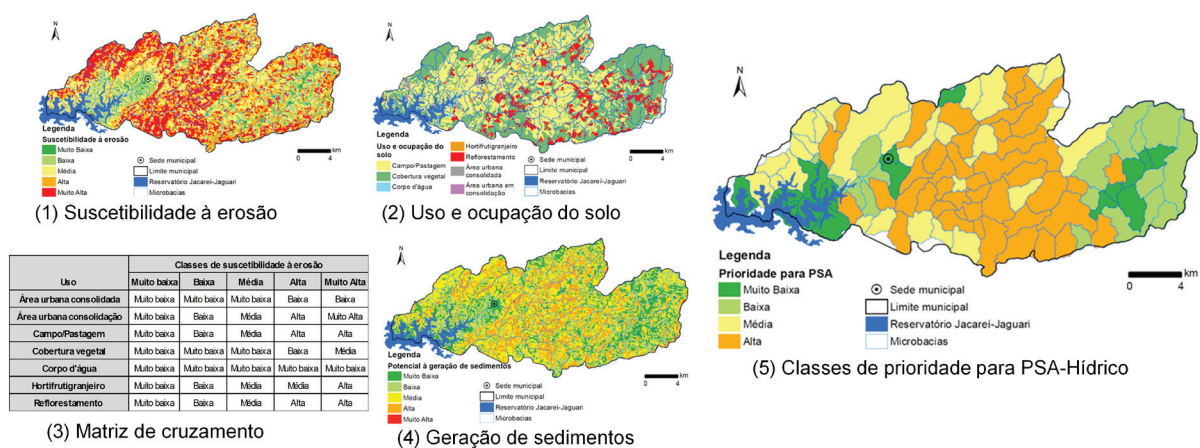 N
Legenda
Suscetibilidade à erosão
Muito Baixa
Baixa
Média
Alta
Muito Alta
Sede municipal
Limite municipal
Reservatório Jacareí-Jaguari
Microbacias
0 4
km
(1) Suscetibilidade à erosão
N
Legenda
Uso e ocupação do
solo
Campo/Pastagem
Cobertura vegetal
Corpo d'água
Hortifrutigranjeiro
Reflorestamento
Área urbana
consolidada
Área urbana em
consolidação
Sede municipal
Limite municipal
Reservatório Jacareí-Jaguari
Microbacias
0 4
km
(2) Uso e ocupação do solo
Uso Classes de suscetibilidade à erosão
Muito baixa Baixa Média Alta Muito Alta
Área urbana consolidada Muito baixa Muito baixa Muito baixa Baixa Baixa
Área urbana consolidação Muito baixa Baixa Média Alta Muito Alta
Campo/Pastagem Muito baixa Baixa Média Alta Alta
Cobertura vegetal Muito baixa Muito baixa Muito baixa Baixa Média
Corpo d'água Muito baixa Muito baixa Muito baixa Muito baixa Muito baixa
Hortifrutigranjeiro Muito baixa Baixa Média Média Alta
Reflorestamento Muito baixa Baixa Média Alta Alta
(3) Matriz de cruzamento
N
Legenda
Potencial à geração de sedimentos
Muito Baixa
Baixa
Média
Alta
Muito Alta
Sede municipal
Limite municipal
Reservatório Jacareí-Jaguari
Microbacias
0 4
km
(4) Geração de sedimentos
N
Legenda
Prioridade para PSA
Muito Baixa
Baixa
Média
Alta
Sede municipal
Limite municipal
Reservatório Jacareí-Jaguari
Microbacias
0 4
km
(5) Classes de prioridade para PSA-Hídrico